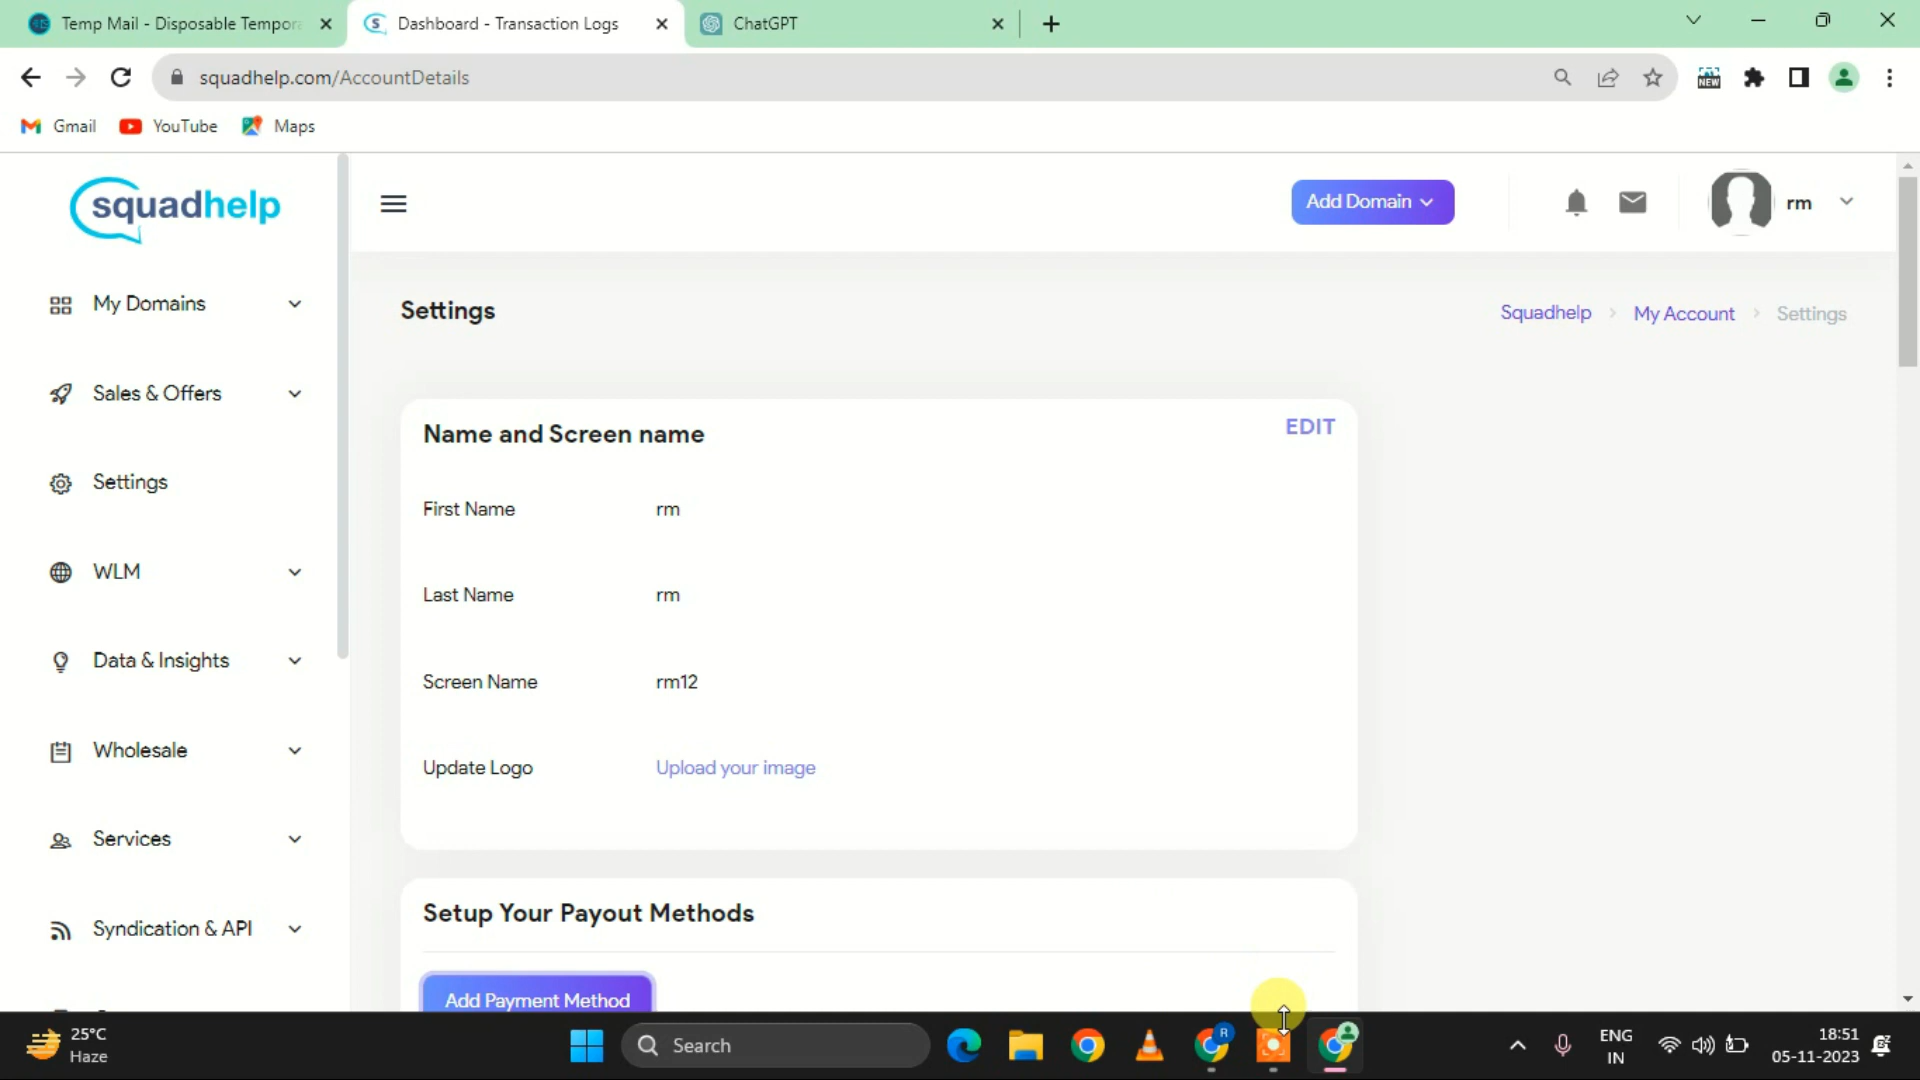 Temp Mail - Disposable Tempora
Dashboard - Transaction Logs
ChatGPT
squadhelp.com/AccountDetails
NEW
Gmail
YouTube
Maps
squadhelp
Add Domain
rm
My Domains
Sales & Offers
Settings
WLM
Data & Insights
Wholesale
Services
Syndication & API
Settings
Squadhelp
My Account
Settings
Name and Screen name
EDIT
First Name
rm
Last Name
rm
Screen Name
rm12
Update Logo
Upload your image
Setup Your Payout Methods
Add Payment Method
25°C
Haze
Search
R
ENG
IN
18:51
05-11-2023